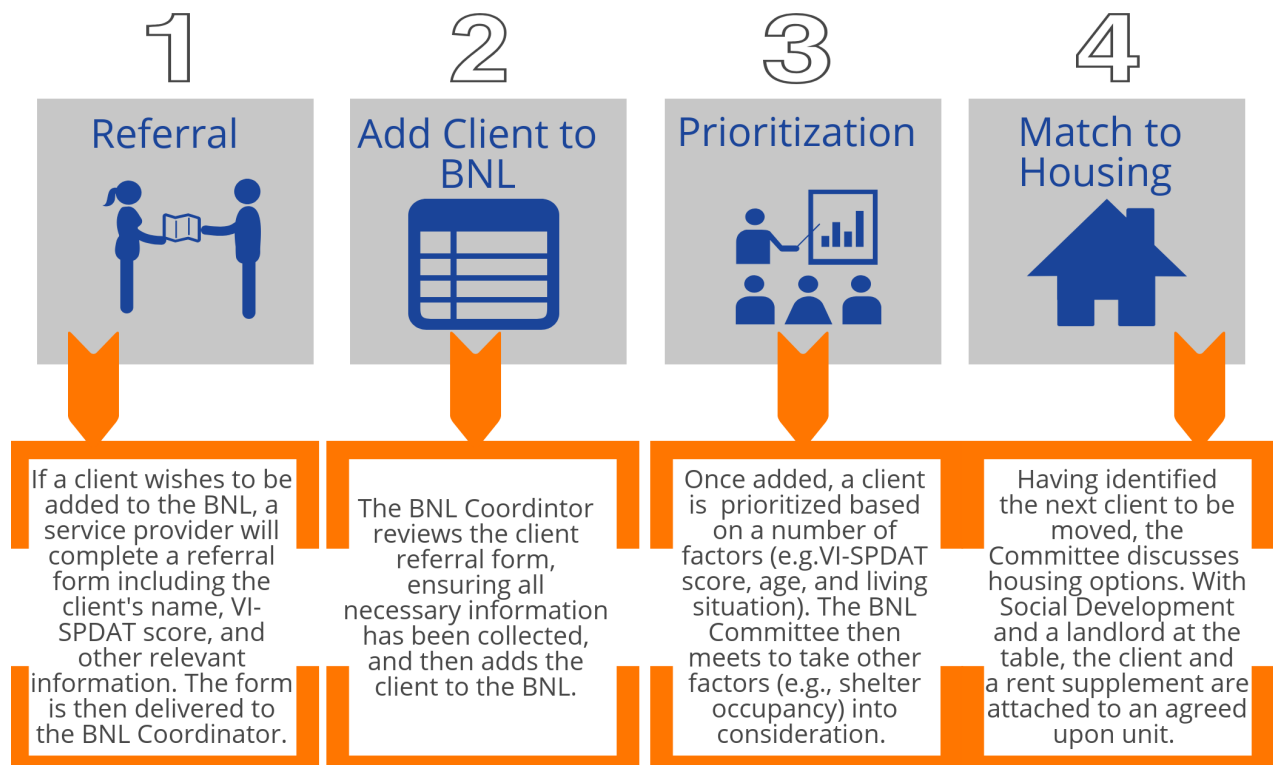 1
Referral
If a client wishes to be
added to the BNL, a
service provider will
complete a referral
form including the
client's name, VI-
SPDAT score, and
other relevant
information. The form
is then delivered to
the BNL Coordinator.
2
Add Client to
BNL
The BNL Coordintor
reviews the client
referral form,
ensuring all
necessary information
has been collected,
and then adds the
client to the BNL.
3
Prioritization
Once added, a client
is  prioritized based
on a number of
factors (e.g.VI-SPDAT
score, age, and living
situation). The BNL
Committee then
meets to take other
factors (e.g., shelter
occupancy) into
consideration.
4
Match to
Housing
Having identified
the next client to be
moved, the
Committee discusses
housing options. With
Social Development
and a landlord at the
table, the client and
a rent supplement are
attached to an agreed
upon unit.